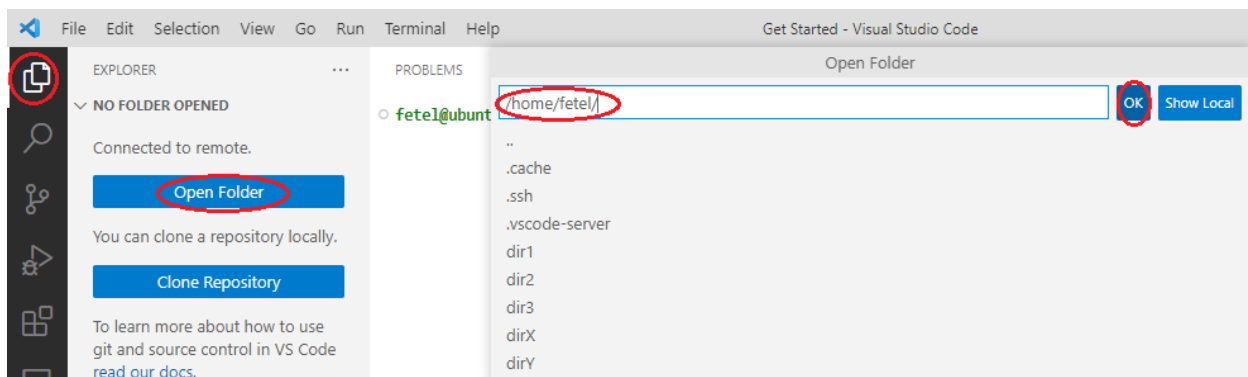 File Edit Selection View Go Run Terminal Help
Get Started - Visual Studio Code
EXPLORER ...
NO FOLDER OPENED
Connected to remote.
Open Folder
You can clone a repository locally.
Clone Repository
To learn more about how to use
git and source control in VS Code
read our docs.
PROBLEMS
fetel@ubunt
Open Folder
/home/fetel/
OK
Show Local
..
.cache
.ssh
.vscode-server
dir1
dir2
dir3
dirX
dirY